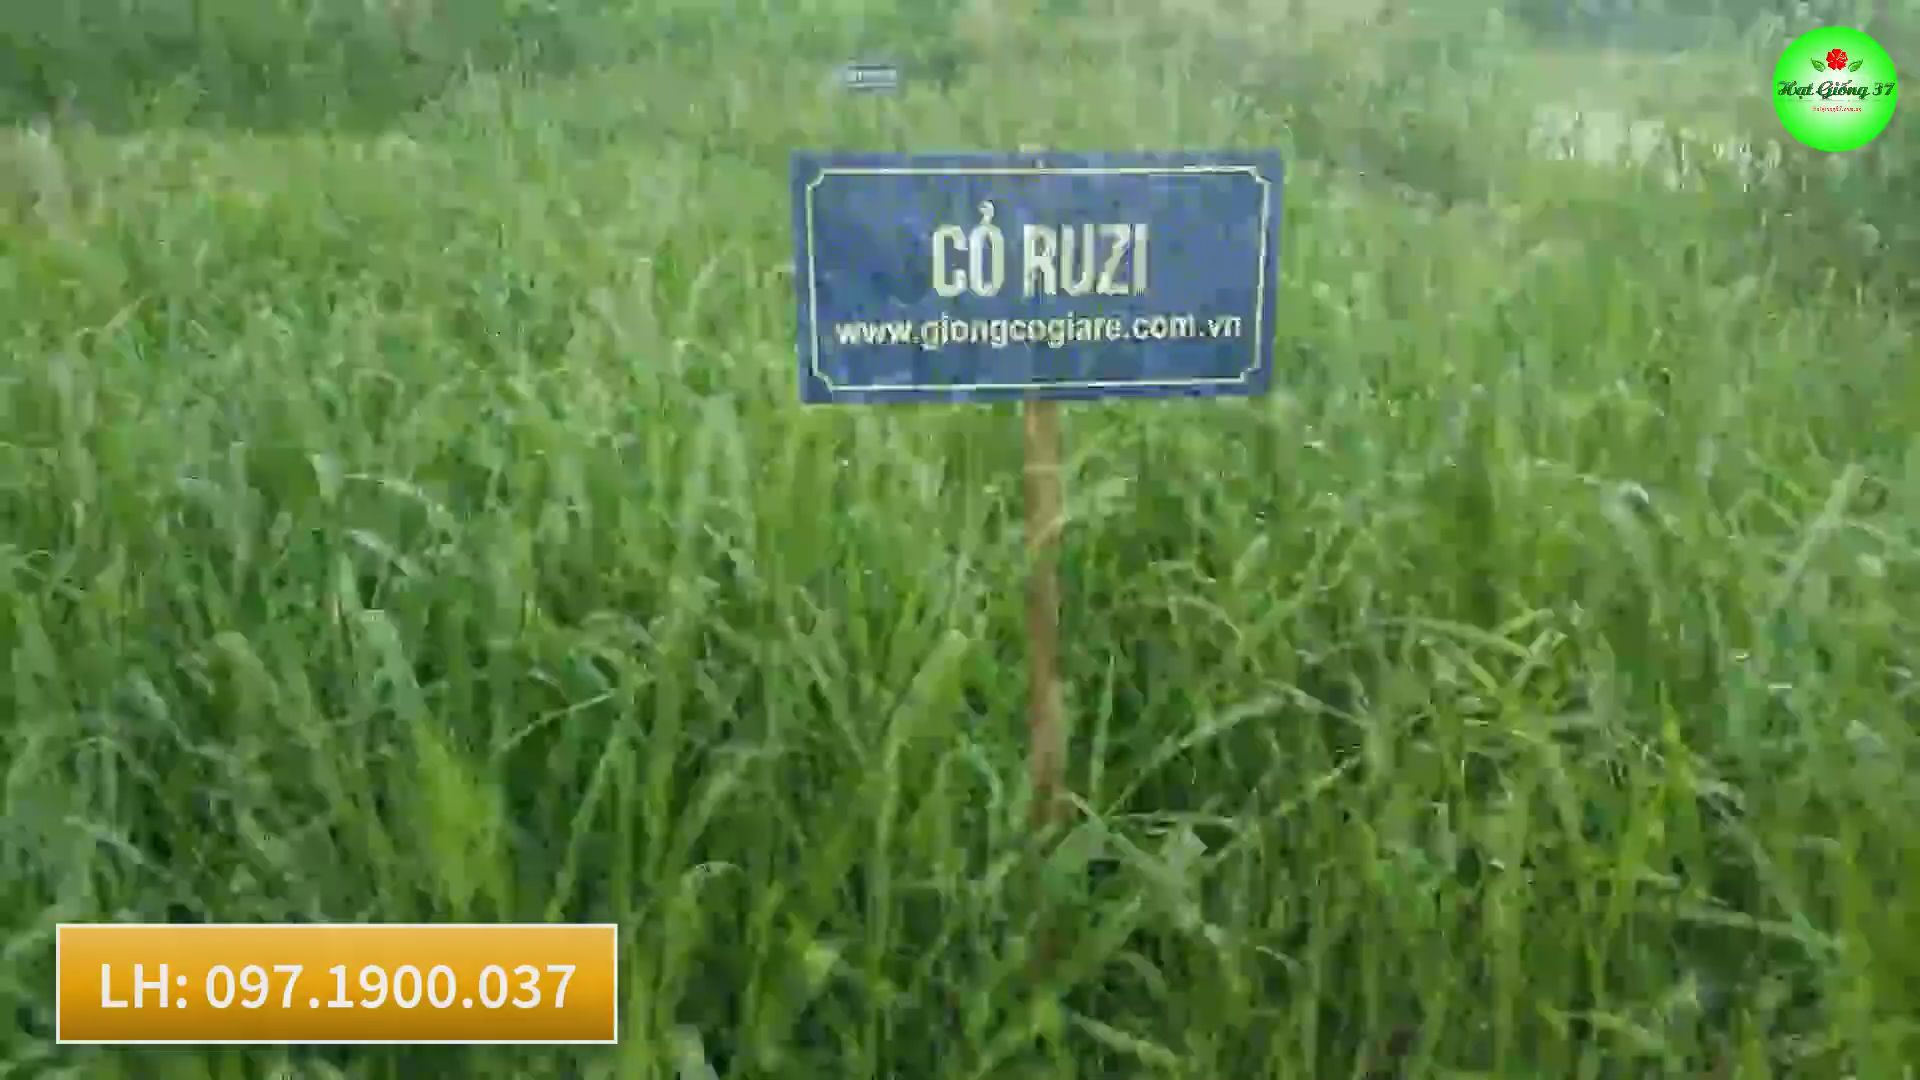 Hạt Giống 37
CỎ RUZI
www.giongcogiare.com.vn
LH: 097.1900.037